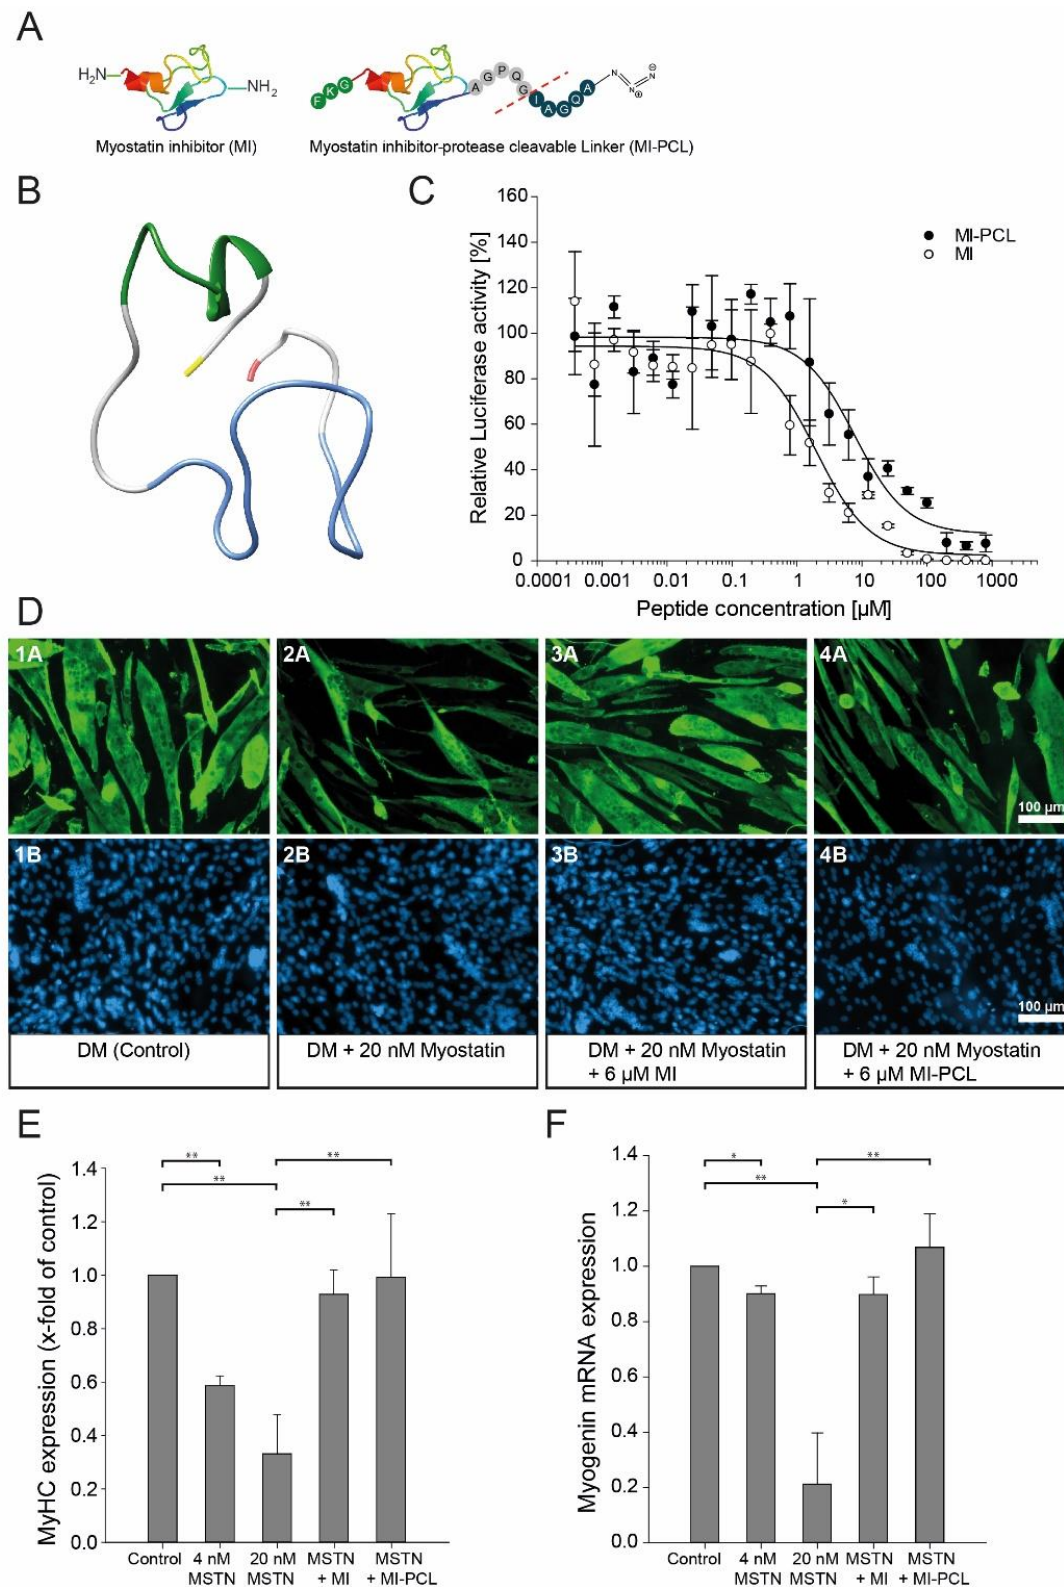 A
H₂N
NH₂
F K G
A G P Q G I A G Q A
N N N
⊕ ⊖
Myostatin inhibitor (MI)
Myostatin inhibitor-protease cleavable Linker (MI-PCL)
B
C
Relative Luciferase activity [%]
160
140
120
100
80
60
40
20
0
MI-PCL
MI
0.0001 0.001 0.01 0.1 1 10 100 1000
Peptide concentration [µM]
D
1A
2A
3A
4A
100 µm
1B
2B
3B
4B
100 µm
DM (Control)
DM + 20 nM Myostatin
DM + 20 nM Myostatin
+ 6 µM MI
DM + 20 nM Myostatin
+ 6 µM MI-PCL
E
MyHC expression (x-fold of control)
1.4
1.2
1.0
0.8
0.6
0.4
0.2
0.0
**
**
**
**
Control
4 nM
MSTN
20 nM
MSTN
MSTN
+ MI
MSTN
+ MI-PCL
F
Myogenin mRNA expression
1.4
1.2
1.0
0.8
0.6
0.4
0.2
0.0
*
**
**
*
Control
4 nM
MSTN
20 nM
MSTN
MSTN
+ MI
MSTN
+ MI-PCL